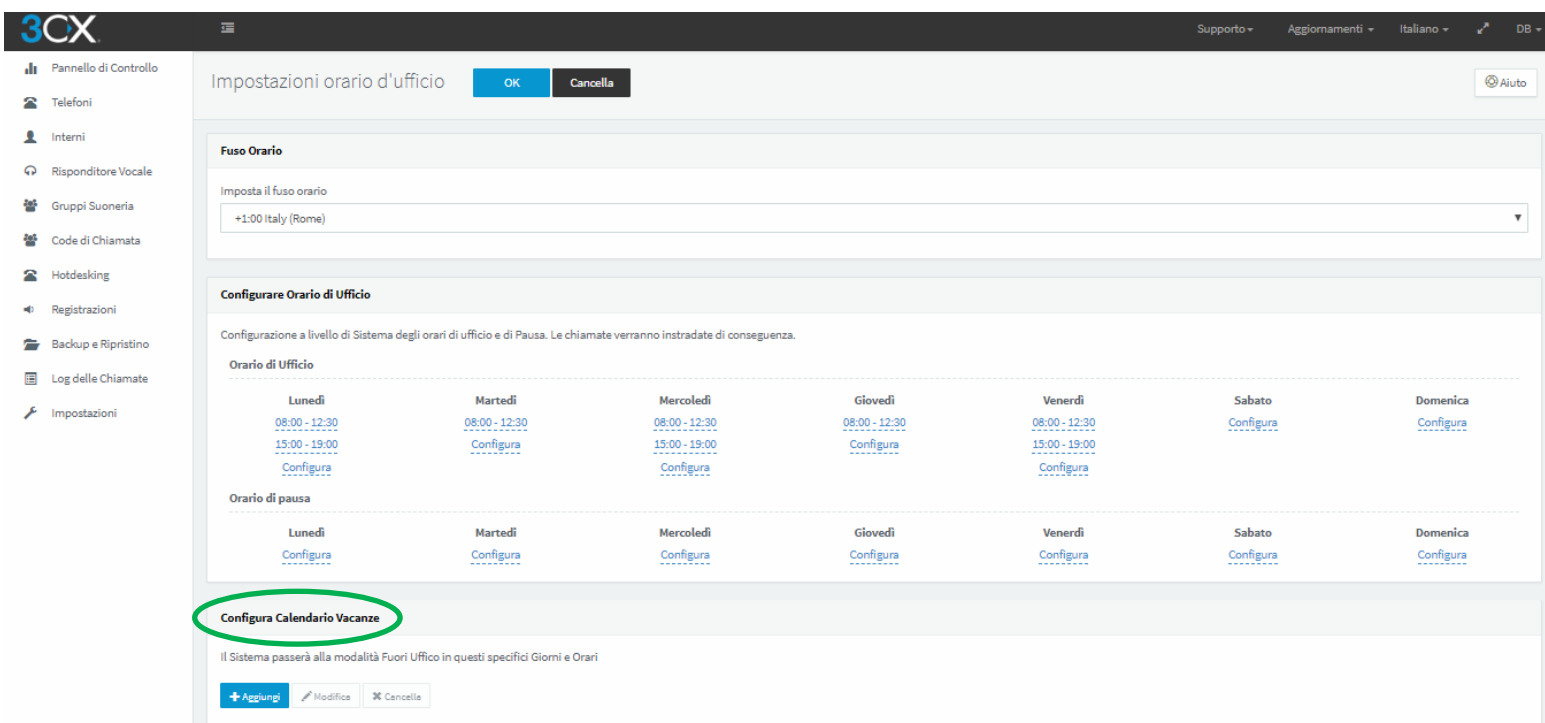 3CX
Supporto Aggiornamenti Italiano DB
Pannello di Controllo
Telefoni
Interni
Risponditore Vocale
Gruppi Suoneria
Code di Chiamata
Hotdesking
Registrazioni
Backup e Ripristino
Log delle Chiamate
Impostazioni
Impostazioni orario d'ufficio OK Cancella Aiuto
Fuso Orario
Imposta il fuso orario
+1:00 Italy (Rome)
Configurare Orario di Ufficio
Configurazione a livello di Sistema degli orari di ufficio e di Pausa. Le chiamate verranno instradate di conseguenza.
Orario di Ufficio
Lunedì Martedì Mercoledì Giovedì Venerdì Sabato Domenica
08:00 - 12:30 08:00 - 12:30 08:00 - 12:30 08:00 - 12:30 08:00 - 12:30 Configura Configura
15:00 - 19:00 Configura 15:00 - 19:00 Configura 15:00 - 19:00
Configura Configura Configura
Orario di pausa
Lunedì Martedì Mercoledì Giovedì Venerdì Sabato Domenica
Configura Configura Configura Configura Configura Configura Configura
Configura Calendario Vacanze
Il Sistema passerà alla modalità Fuori Uffico in questi specifici Giorni e Orari
Aggiungi Modifica Cancella